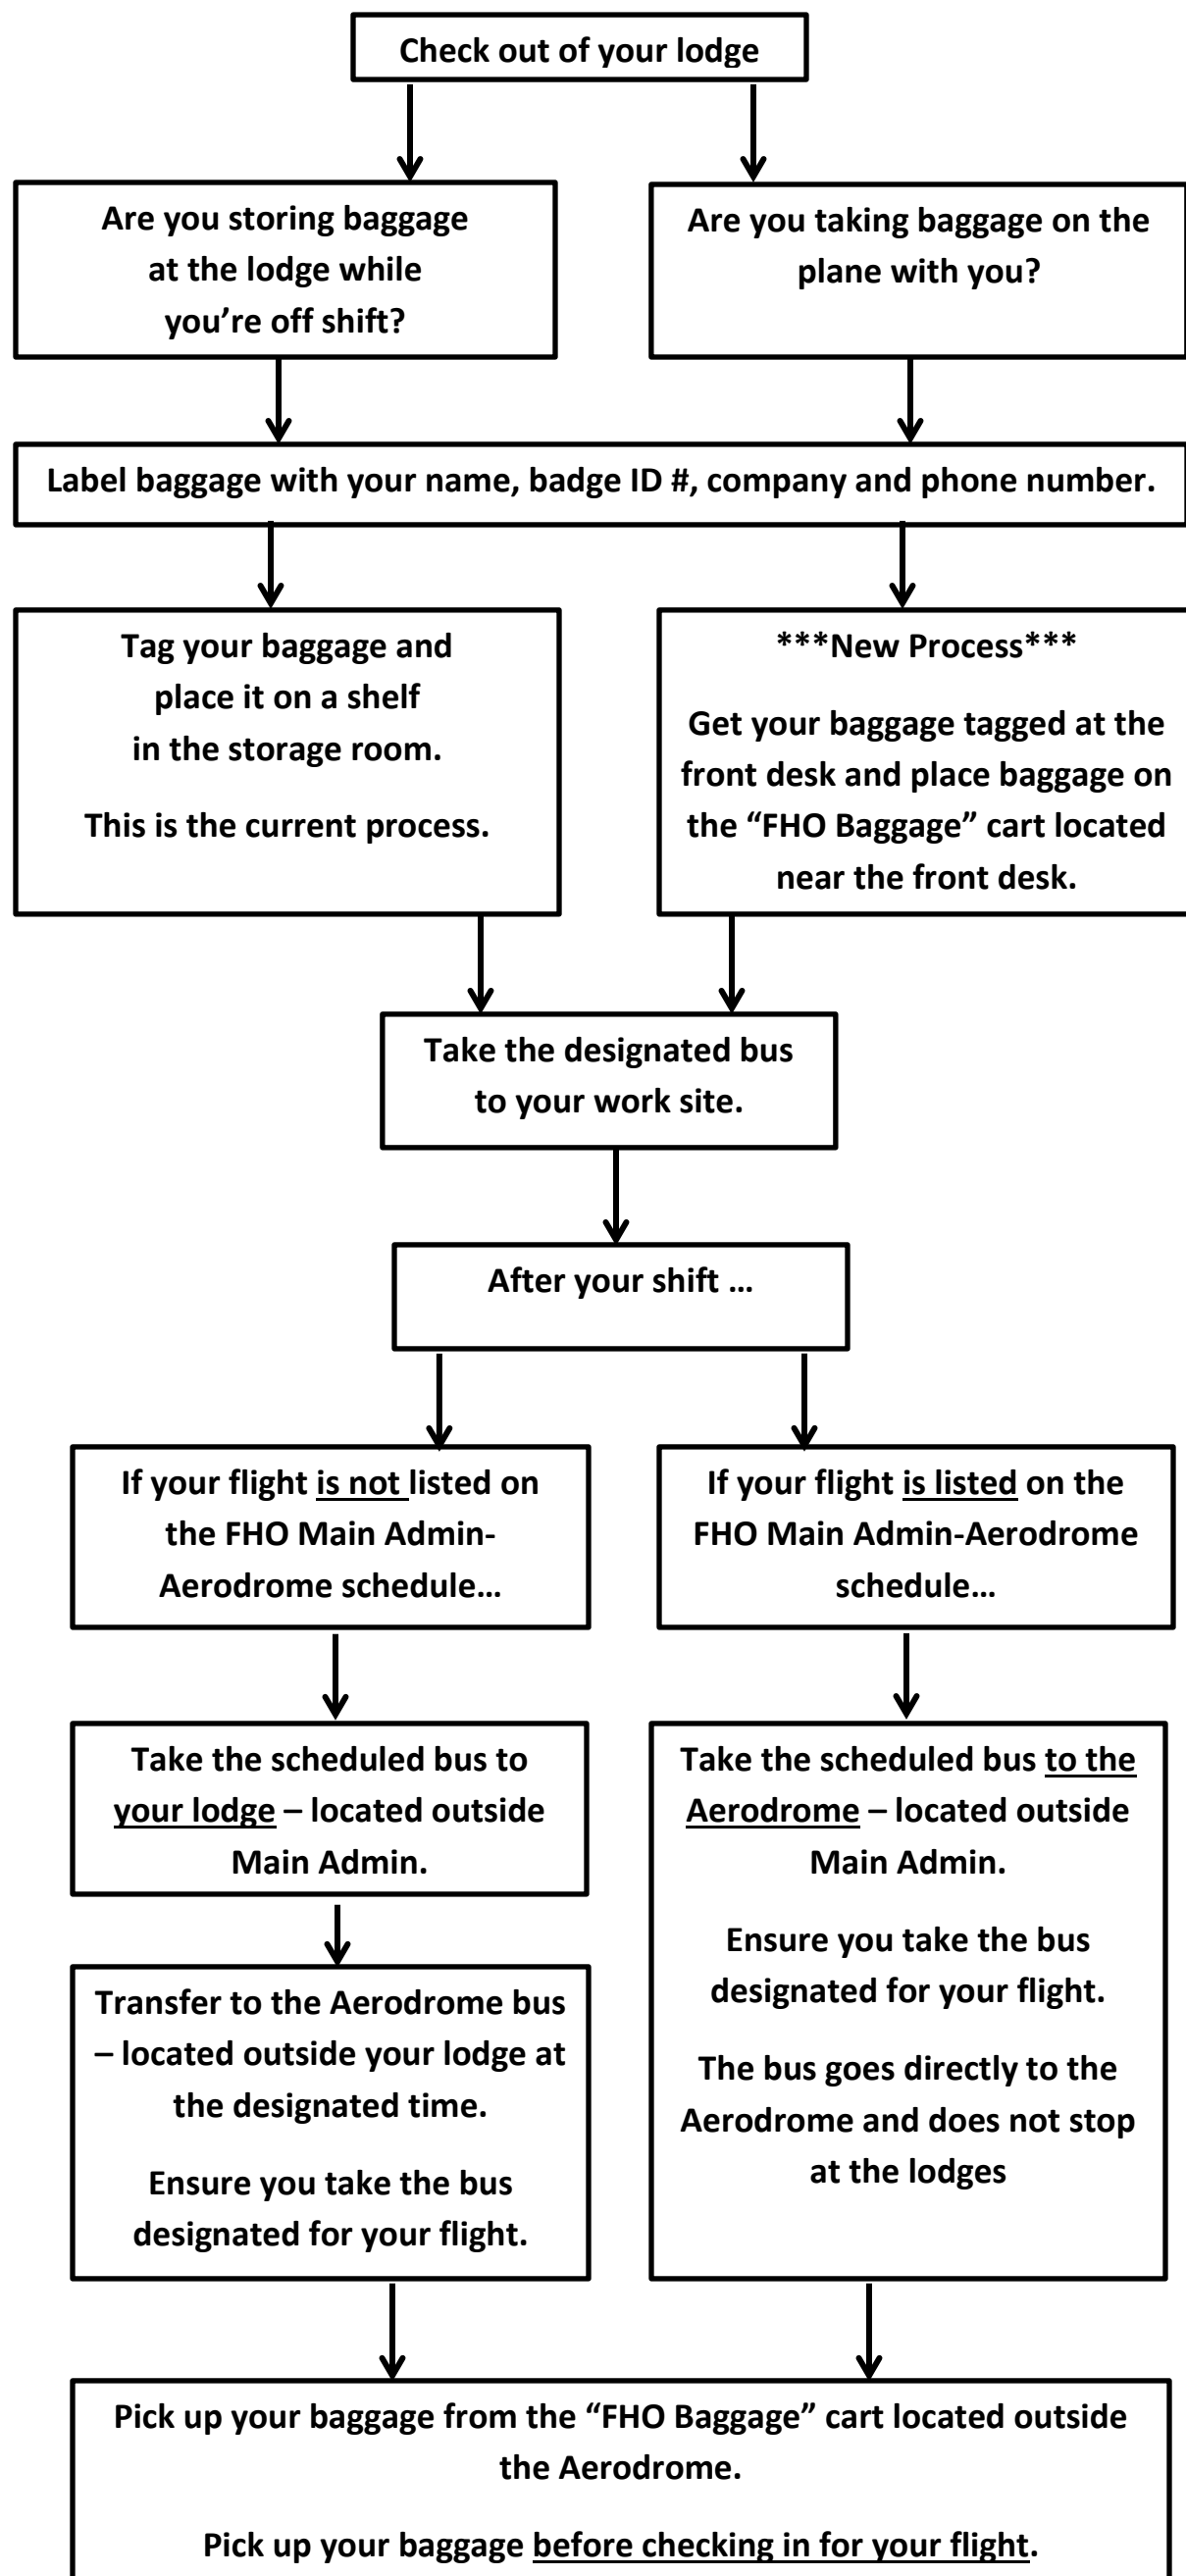 Check out of your lodge
Are you storing baggage
at the lodge while
you’re off shift?
Are you taking baggage on the
plane with you?
Label baggage with your name, badge ID #, company and phone number.
Tag your baggage and
place it on a shelf
in the storage room.
This is the current process.
***New Process***
Get your baggage tagged at the
front desk and place baggage on
the “FHO Baggage” cart located
near the front desk.
Take the designated bus
to your work site.
After your shift …
If your flight is not listed on
the FHO Main Admin-
Aerodrome schedule…
If your flight is listed on the
FHO Main Admin-Aerodrome
schedule…
Take the scheduled bus to
your lodge – located outside
Main Admin.
Transfer to the Aerodrome bus
– located outside your lodge at
the designated time.
Ensure you take the bus
designated for your flight.
Take the scheduled bus to the
Aerodrome – located outside
Main Admin.
Ensure you take the bus
designated for your flight.
The bus goes directly to the
Aerodrome and does not stop
at the lodges
Pick up your baggage from the “FHO Baggage” cart located outside
the Aerodrome.
Pick up your baggage before checking in for your flight.